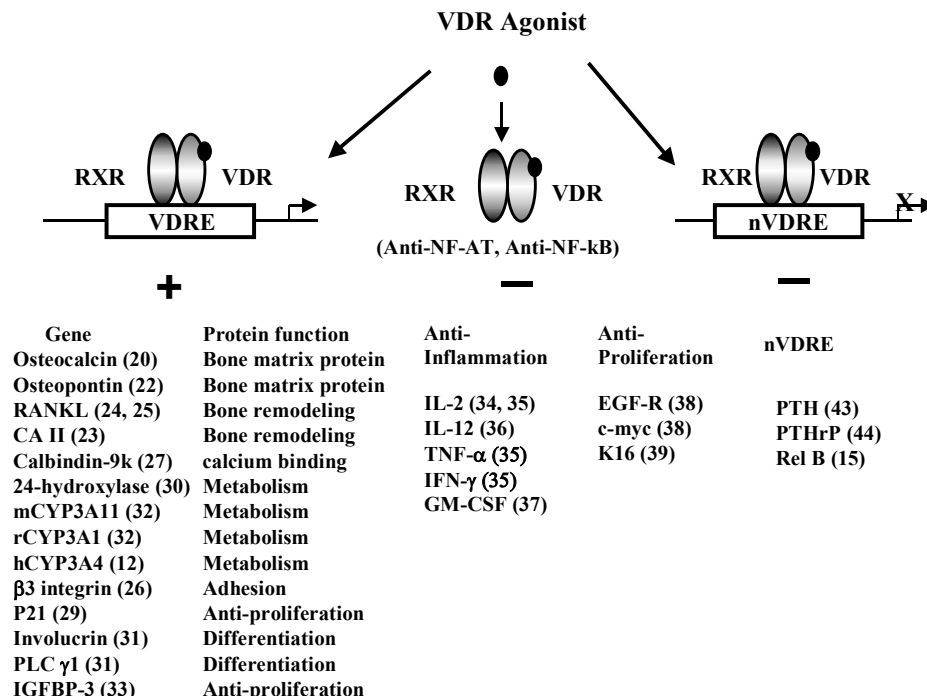 VDR Agonist
RXR VDR
VDRE
RXR VDR
(Anti-NF-AT, Anti-NF-kB)
RXR VDR
nVDRE
X
+
−
−
Gene Protein function
Osteocalcin (20) Bone matrix protein
Osteopontin (22) Bone matrix protein
RANKL (24, 25) Bone remodeling
CA II (23) Bone remodeling
Calbindin-9k (27) calcium binding
24-hydroxylase (30) Metabolism
mCYP3A11 (32) Metabolism
rCYP3A1 (32) Metabolism
hCYP3A4 (12) Metabolism
β3 integrin (26) Adhesion
P21 (29) Anti-proliferation
Involucrin (31) Differentiation
PLC γ1 (31) Differentiation
IGFBP-3 (33) Anti-proliferation
Anti-
Inflammation
IL-2 (34, 35)
IL-12 (36)
TNF-α (35)
IFN-γ (35)
GM-CSF (37)
Anti-
Proliferation
EGF-R (38)
c-myc (38)
K16 (39)
nVDRE
PTH (43)
PTHrP (44)
Rel B (15)